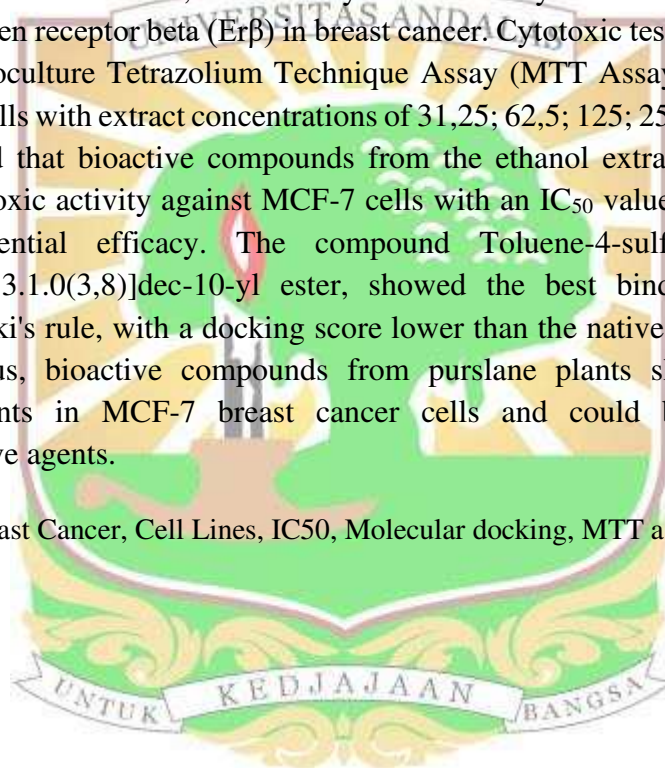 UNIVERSITAS ANDALAS
en receptor beta (Erβ) in breast cancer. Cytotoxic tes
oculture Tetrazolium Technique Assay (MTT Assay
lls with extract concentrations of 31,25; 62,5; 125; 25
d that bioactive compounds from the ethanol extra
oxic activity against MCF-7 cells with an IC₅₀ value
ential efficacy. The compound Toluene-4-sulf
3.1.0(3,8)]dec-10-yl ester, showed the best bind
ki's rule, with a docking score lower than the native
us, bioactive compounds from purslane plants s
nts in MCF-7 breast cancer cells and could b
ve agents.
ast Cancer, Cell Lines, IC50, Molecular docking, MTT a
UNTUK KEDJAJAAN BANGSA